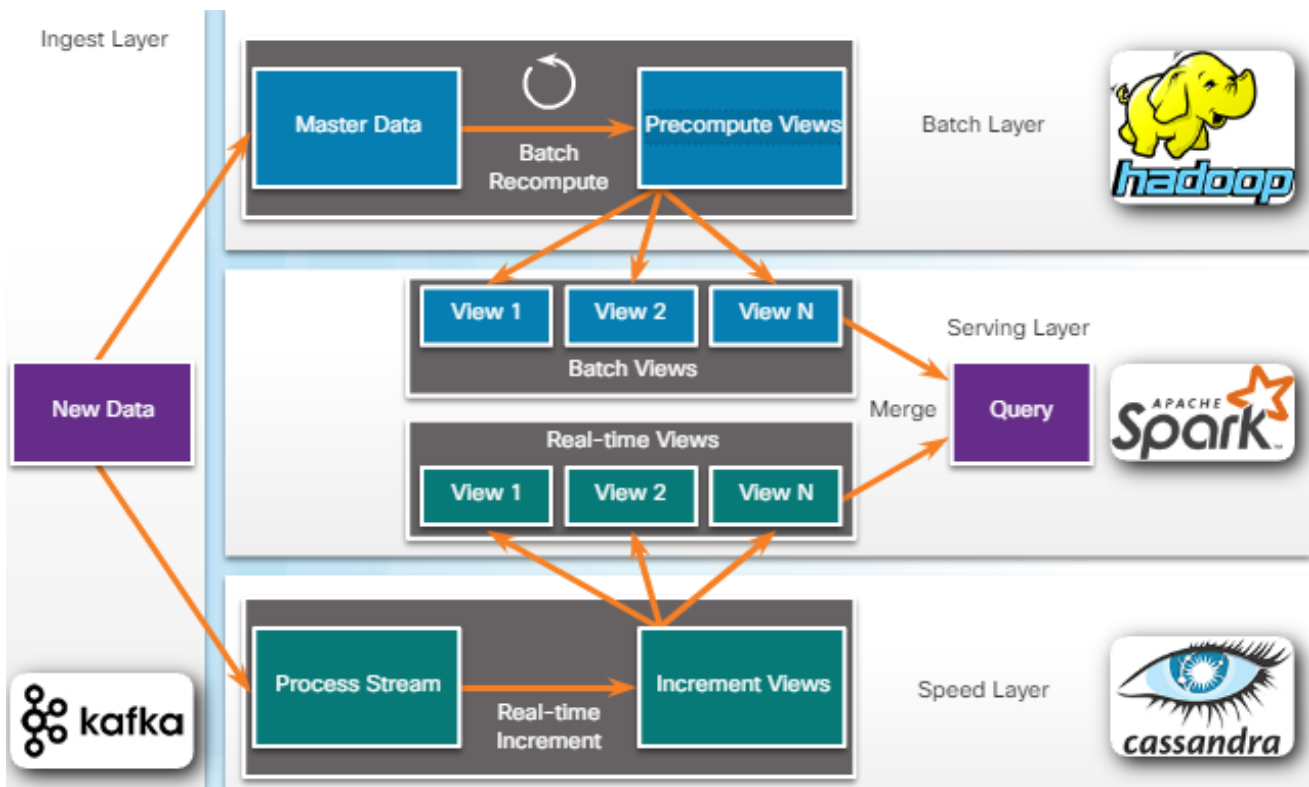 Ingest Layer
Master Data
Batch
Recompute
Precompute Views
Batch Layer
hadoop
View 1
View 2
View N
Batch Views
Serving Layer
New Data
Merge
Query
APACHE
Spark™
Real-time Views
View 1
View 2
View N
Process Stream
Real-time
Increment
Increment Views
Speed Layer
kafka
cassandra